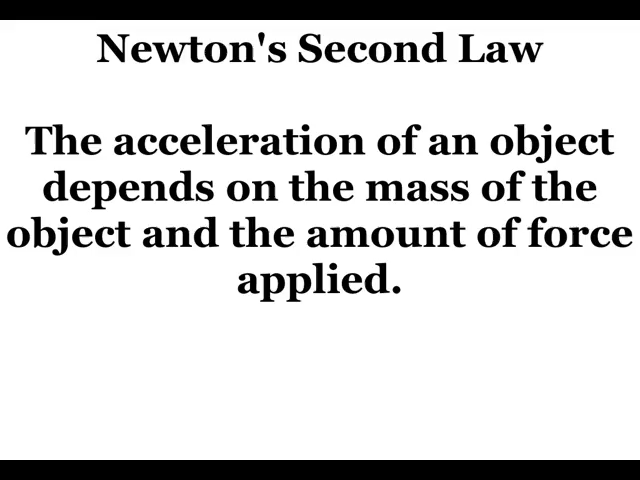 Newton's Second Law
The acceleration of an object
depends on the mass of the
object and the amount of force
applied.